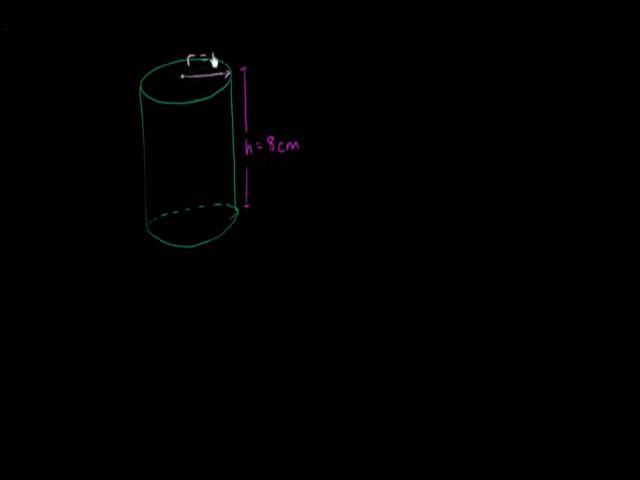 r =
h = 8cm